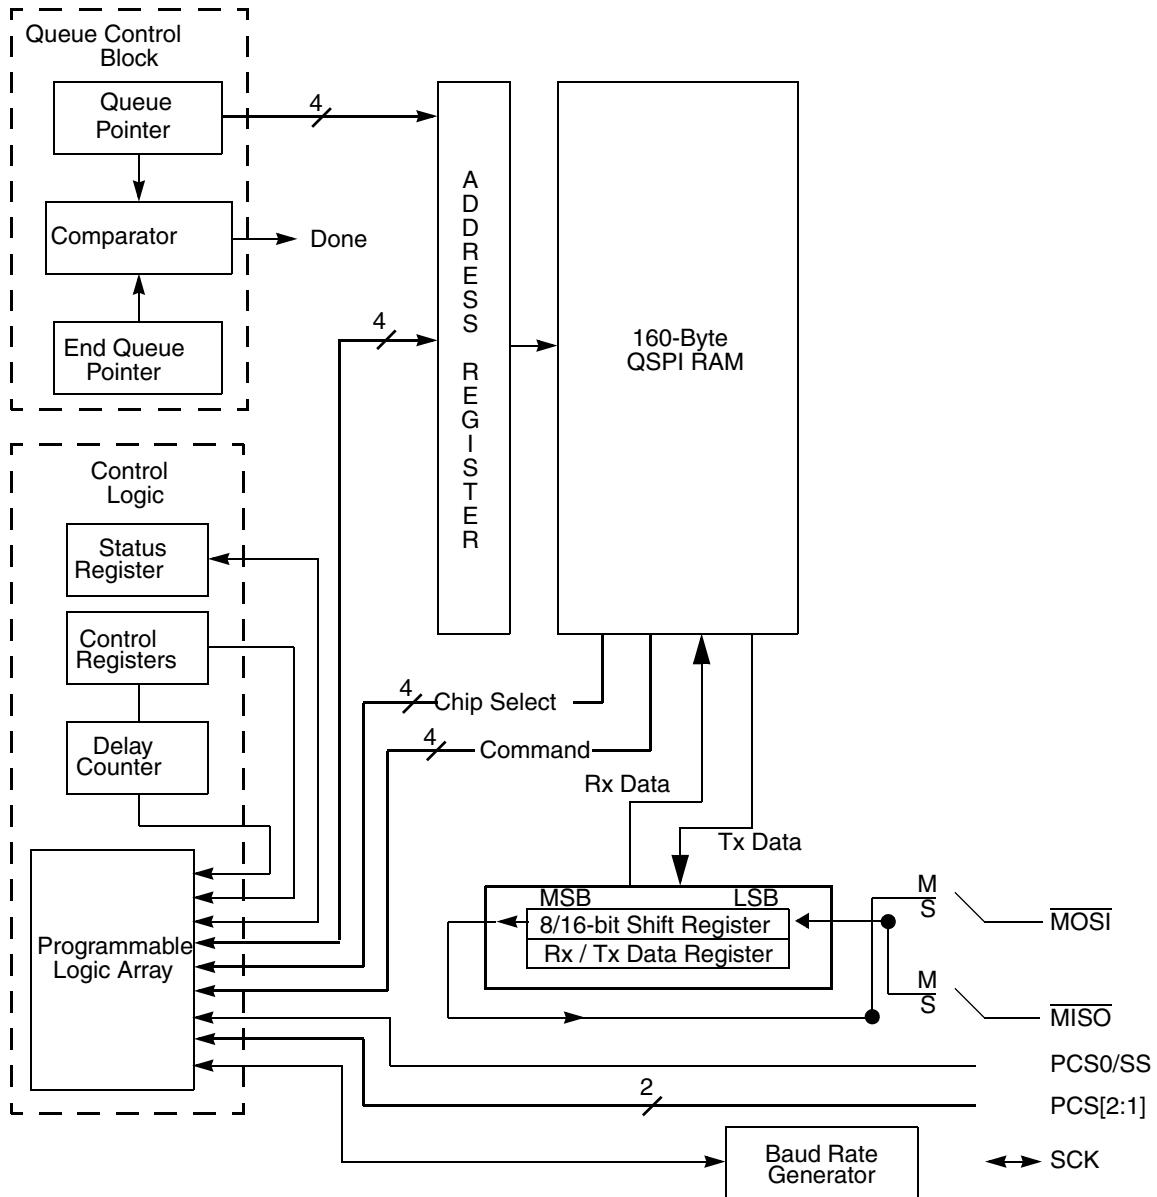 Queue Control
Block
Queue
Pointer
4
Comparator
Done
End Queue
Pointer
4
ADDRESS REGISTER
160-Byte
QSPI RAM
Control
Logic
Status
Register
Control
Registers
Delay
Counter
Programmable
Logic Array
4
Chip Select
4
Command
Rx Data
Tx Data
MSB
LSB
8/16-bit Shift Register
Rx / Tx Data Register
M
S
MOSI
M
S
MISO
PCS0/SS
2
PCS[2:1]
Baud Rate
Generator
SCK